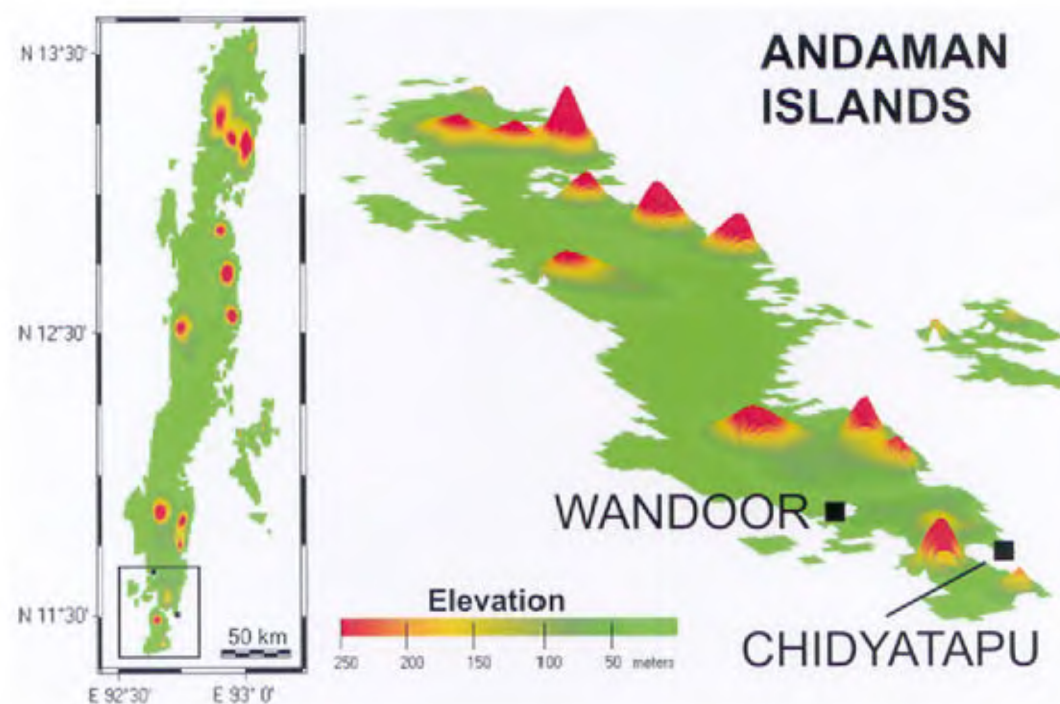 N 13°30'
N 12°30'
N 11°30'
50 km
E 92°30' E 93° 0'
ANDAMAN
ISLANDS
WANDOOR
Elevation
250 200 150 100 50 meters
CHIDYATAPU